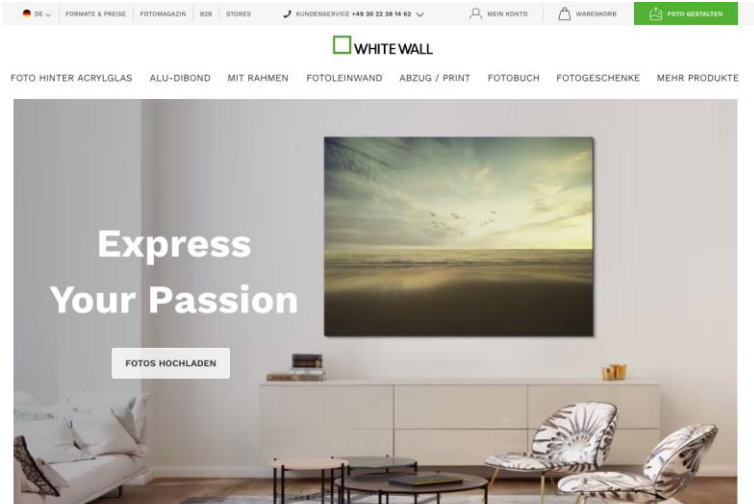 DE
FORMATE & PREISE
FOTOMAGAZIN
B2B
STORES
KUNDENSERVICE +49 30 22 38 14 62
MEIN KONTO
WARENKORB
FOTO GESTALTEN
WHITE WALL
FOTO HINTER ACRYLGLAS
ALU-DIBOND
MIT RAHMEN
FOTOLEINWAND
ABZUG / PRINT
FOTOBUCH
FOTOGESCHENKE
MEHR PRODUKTE
Express
Your Passion
FOTOS HOCHLADEN